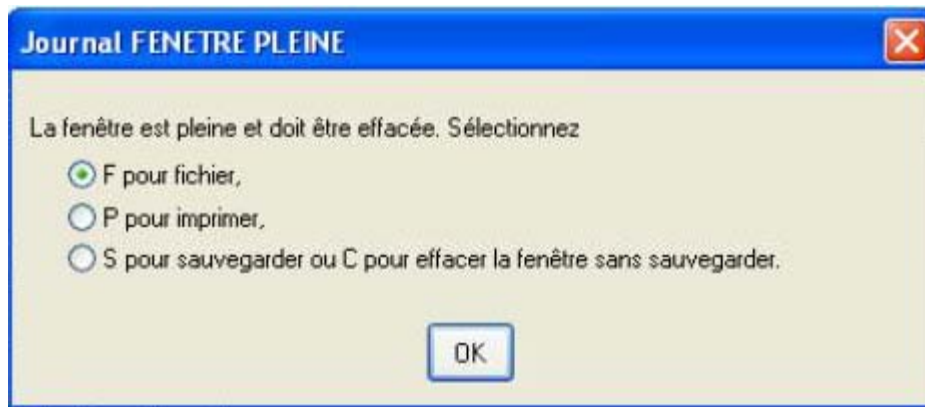 Journal FENETRE PLEINE
La fenêtre est pleine et doit être effacée. Sélectionnez
F pour fichier,
P pour imprimer,
S pour sauvegarder ou C pour effacer la fenêtre sans sauvegarder.
OK